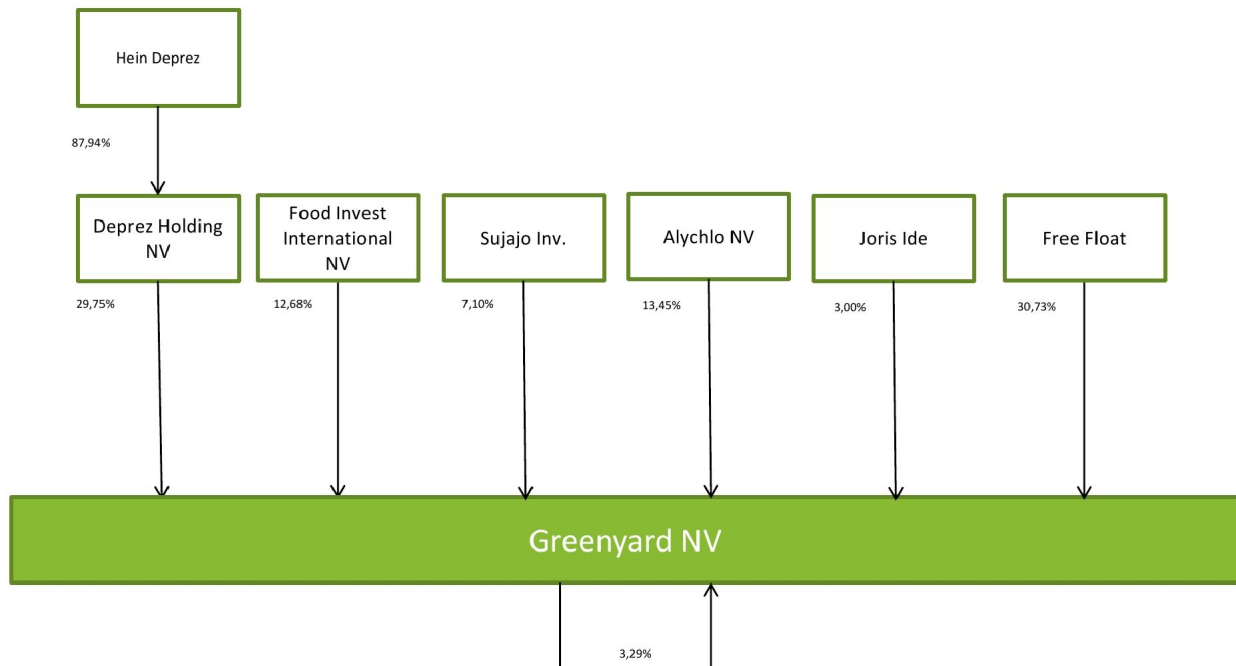 Hein Deprez
87,94%
Deprez Holding
NV
Food Invest
International
NV
Sujajo Inv.
Alychlo NV
Joris Ide
Free Float
29,75%
12,68%
7,10%
13,45%
3,00%
30,73%
Greenyard NV
3,29%